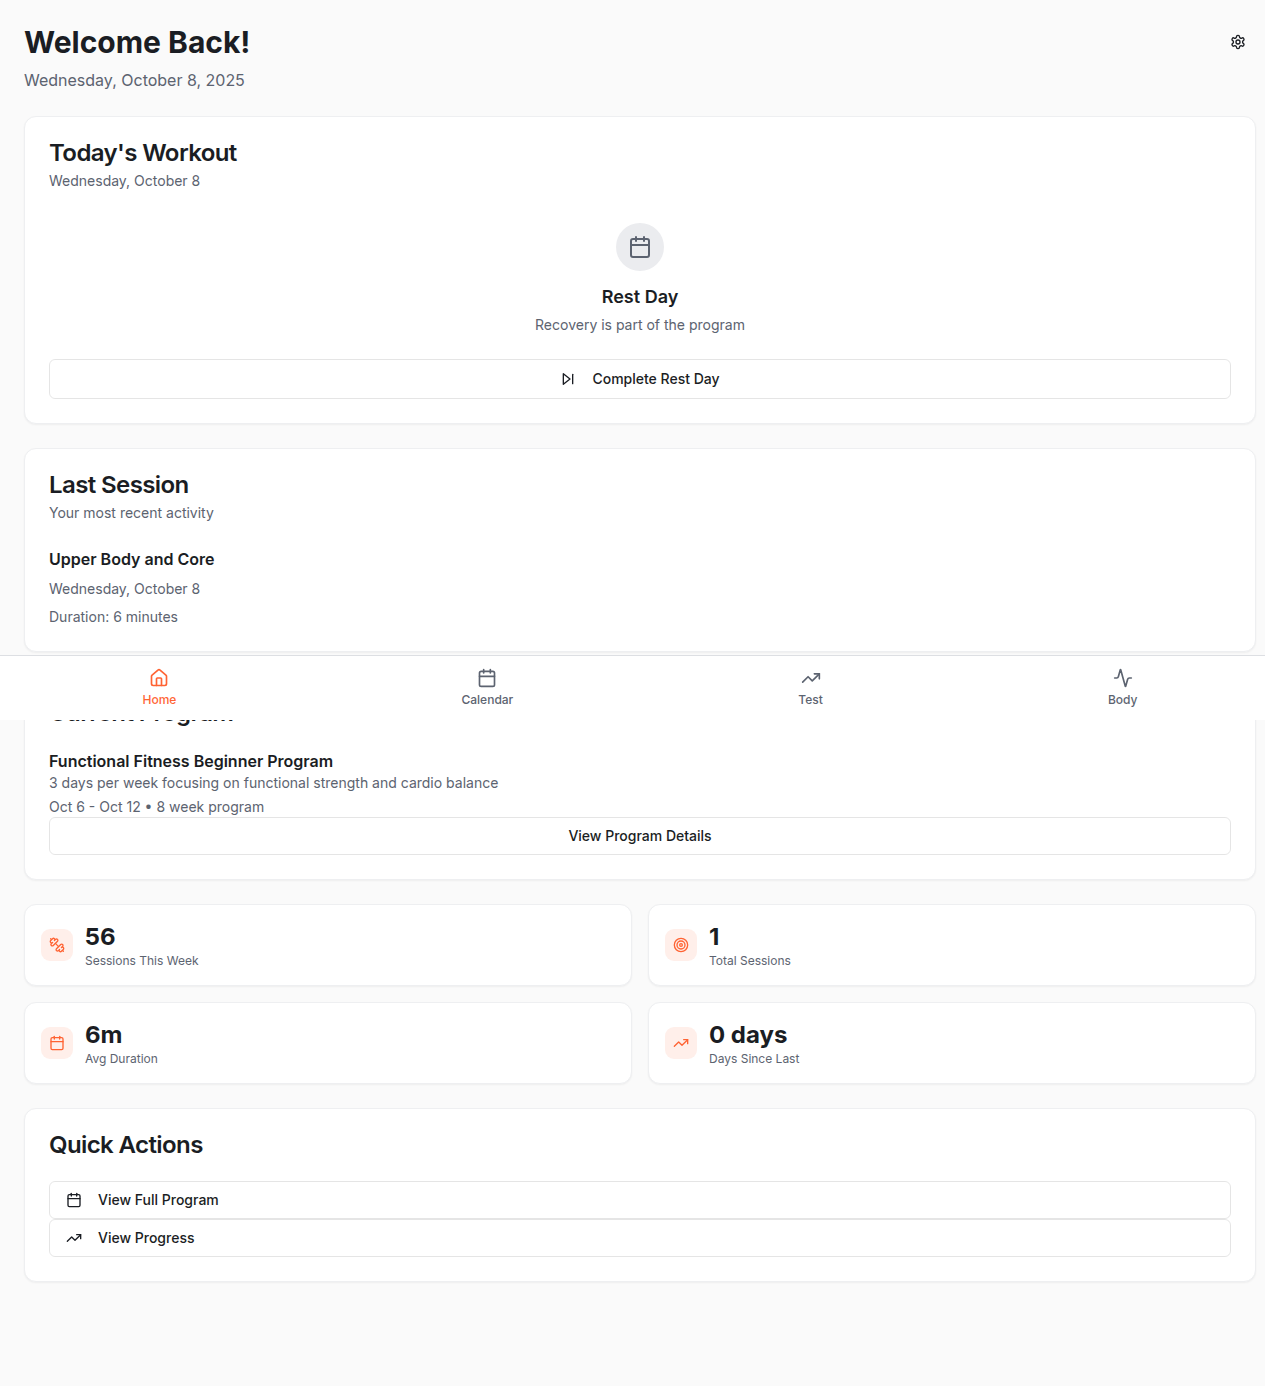 Welcome Back!
Wednesday, October 8, 2025
Today's Workout
Wednesday, October 8
Rest Day
Recovery is part of the program
Complete Rest Day
Last Session
Your most recent activity
Upper Body and Core
Wednesday, October 8
Duration: 6 minutes
Home
Calendar
Test
Body
Current Program
Functional Fitness Beginner Program
3 days per week focusing on functional strength and cardio balance
Oct 6 - Oct 12 • 8 week program
View Program Details
56
Sessions This Week
1
Total Sessions
6m
Avg Duration
0 days
Days Since Last
Quick Actions
View Full Program
View Progress